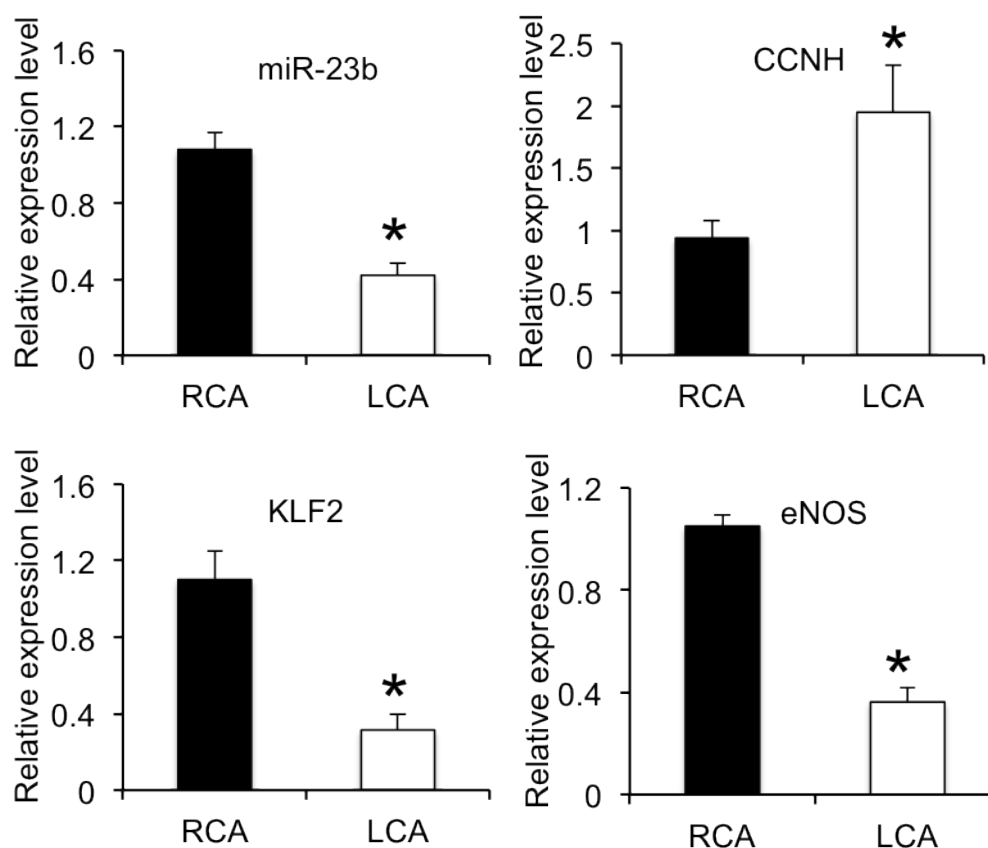 Relative expression level
1.6
1.2
0.8
0.4
0
miR-23b
*
RCA
LCA
Relative expression level
2.5
2
1.5
1
0.5
0
CCNH
*
RCA
LCA
Relative expression level
1.6
1.2
0.8
0.4
0
KLF2
*
RCA
LCA
Relative expression level
1.2
0.8
0.4
0
eNOS
*
RCA
LCA